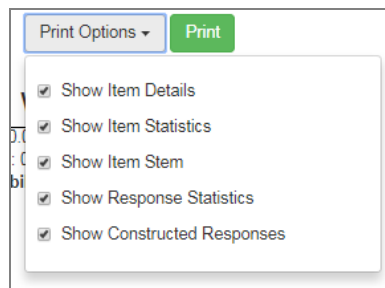 Print Options Print
Show Item Details
Show Item Statistics
Show Item Stem
Show Response Statistics
Show Constructed Responses